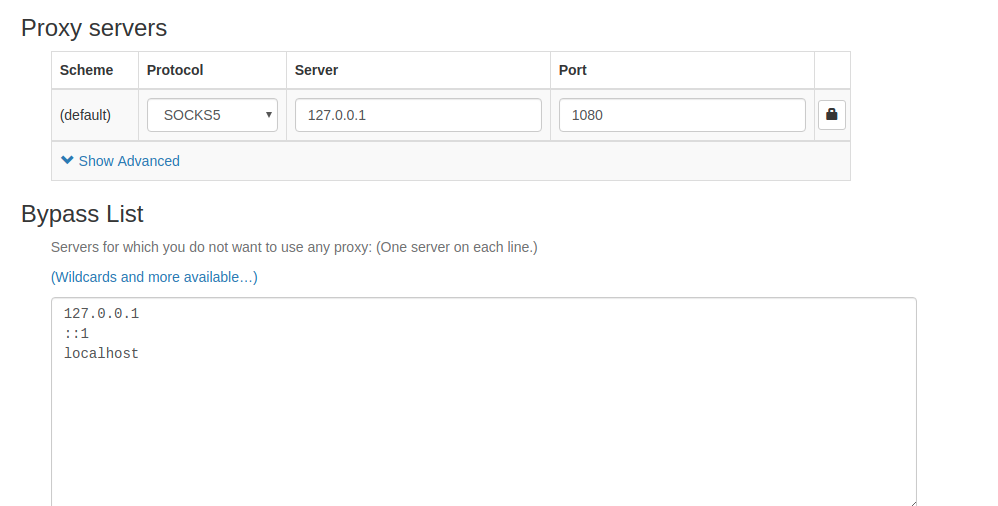 Proxy servers
Scheme Protocol Server Port
(default) SOCKS5 127.0.0.1 1080
Show Advanced
Bypass List
Servers for which you do not want to use any proxy: (One server on each line.)
(Wildcards and more available…)
127.0.0.1
::1
localhost